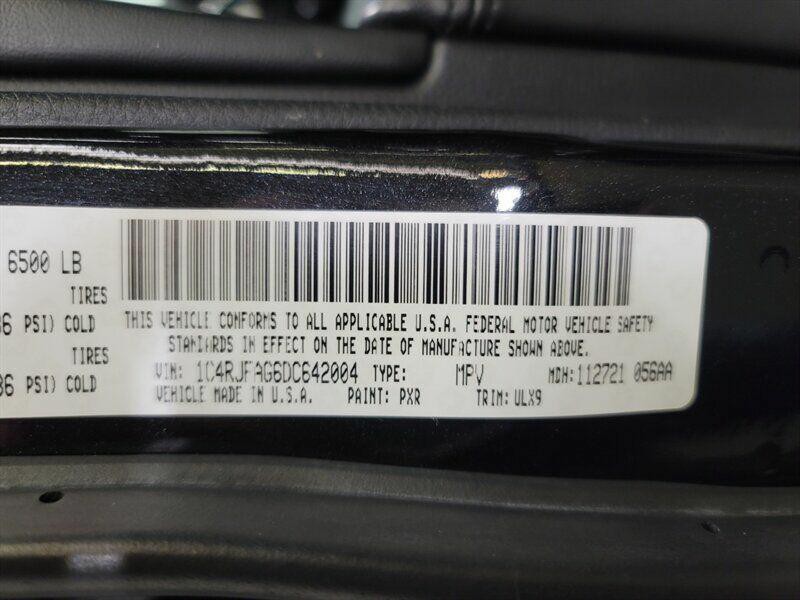 6500 LB
TIRES
36 PSI) COLD
TIRES
36 PSI) COLD
THIS VEHICLE CONFORMS TO ALL APPLICABLE U.S.A. FEDERAL MOTOR VEHICLE SAFETY
STANDARDS IN EFFECT ON THE DATE OF MANUFACTURE SHOWN ABOVE.
VIN: 1C4RJFAG6DC642004 TYPE: MPV MDH:112721 056AA
VEHICLE MADE IN U.S.A. PAINT: PXR TRIM:ULX9